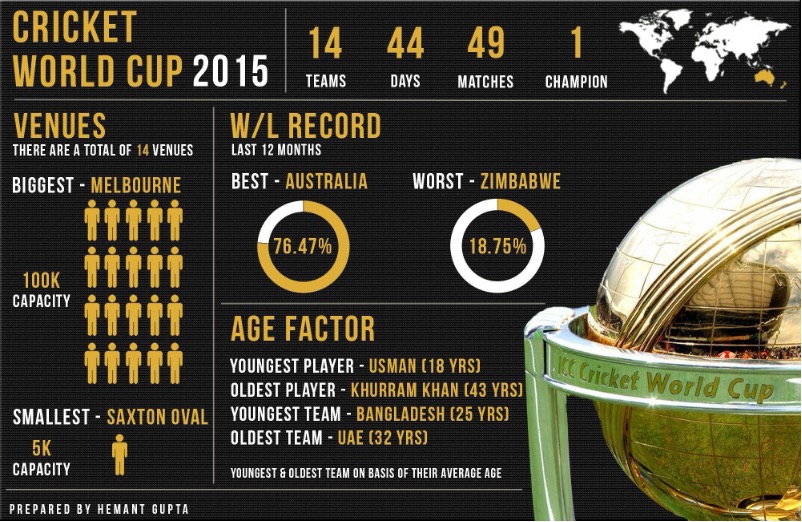 CRICKET
WORLD CUP 2015
14
TEAMS
44
DAYS
49
MATCHES
1
CHAMPION
VENUES
THERE ARE A TOTAL OF 14 VENUES
BIGGEST - MELBOURNE
100K
CAPACITY
SMALLEST - SAXTON OVAL
5K
CAPACITY
W/L RECORD
LAST 12 MONTHS
BEST - AUSTRALIA
76.47%
WORST - ZIMBABWE
18.75%
AGE FACTOR
YOUNGEST PLAYER - USMAN (18 YRS)
OLDEST PLAYER - KHURRAM KHAN (43 YRS)
YOUNGEST TEAM - BANGLADESH (25 YRS)
OLDEST TEAM - UAE (32 YRS)
YOUNGEST & OLDEST TEAM ON BASIS OF THEIR AVERAGE AGE
ICC Cricket World Cup
PREPARED BY HEMANT GUPTA